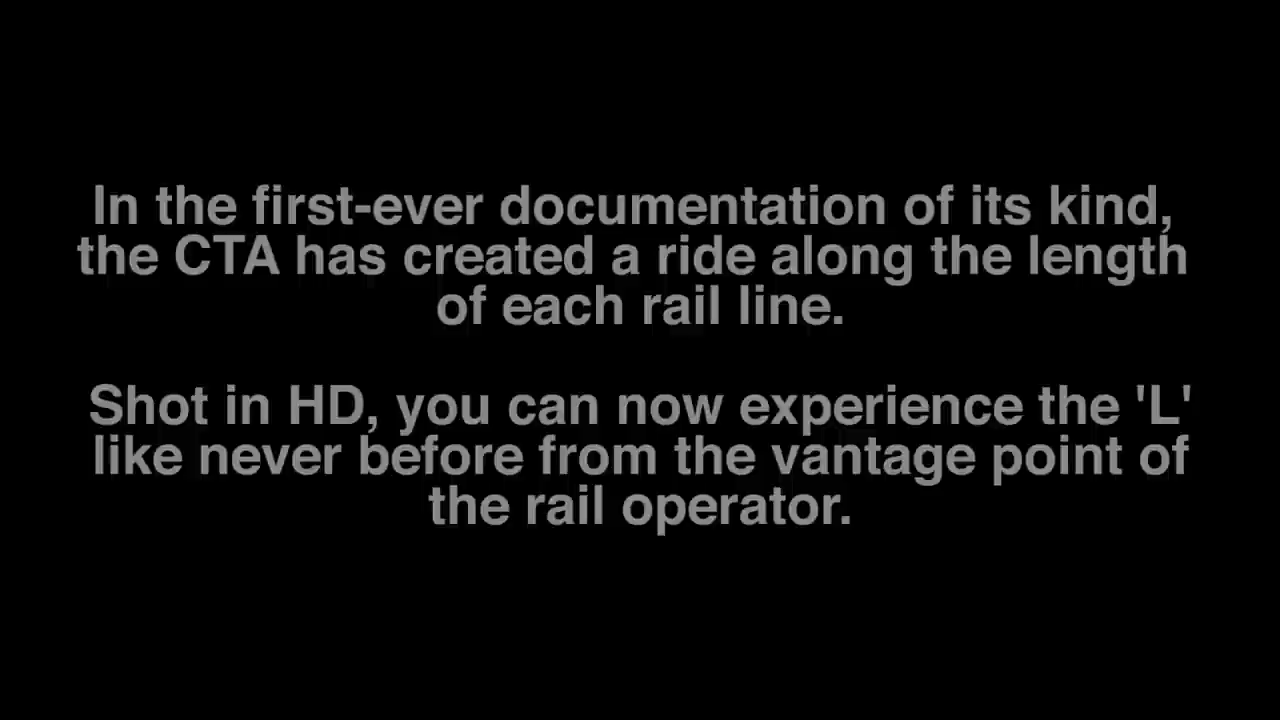 In the first-ever documentation of its kind,
the CTA has created a ride along the length
of each rail line.
Shot in HD, you can now experience the 'L'
like never before from the vantage point of
the rail operator.